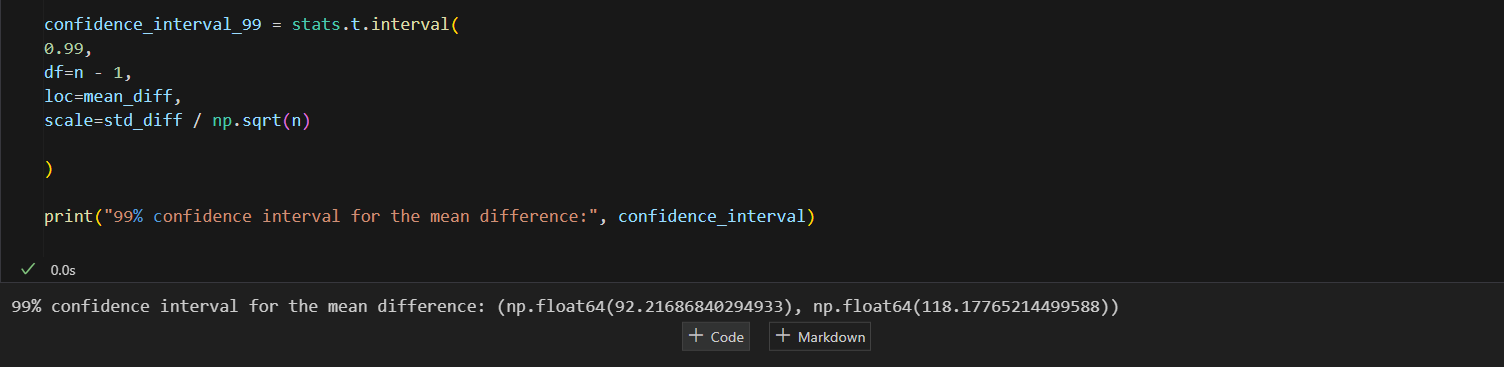 confidence_interval_99 = stats.t.interval(
0.99,
df=n - 1,
loc=mean_diff,
scale=std_diff / np.sqrt(n)
)
print("99% confidence interval for the mean difference:", confidence_interval)
0.0s
99% confidence interval for the mean difference: (np.float64(92.21686840294933), np.float64(118.17765214499588))
+ Code + Markdown